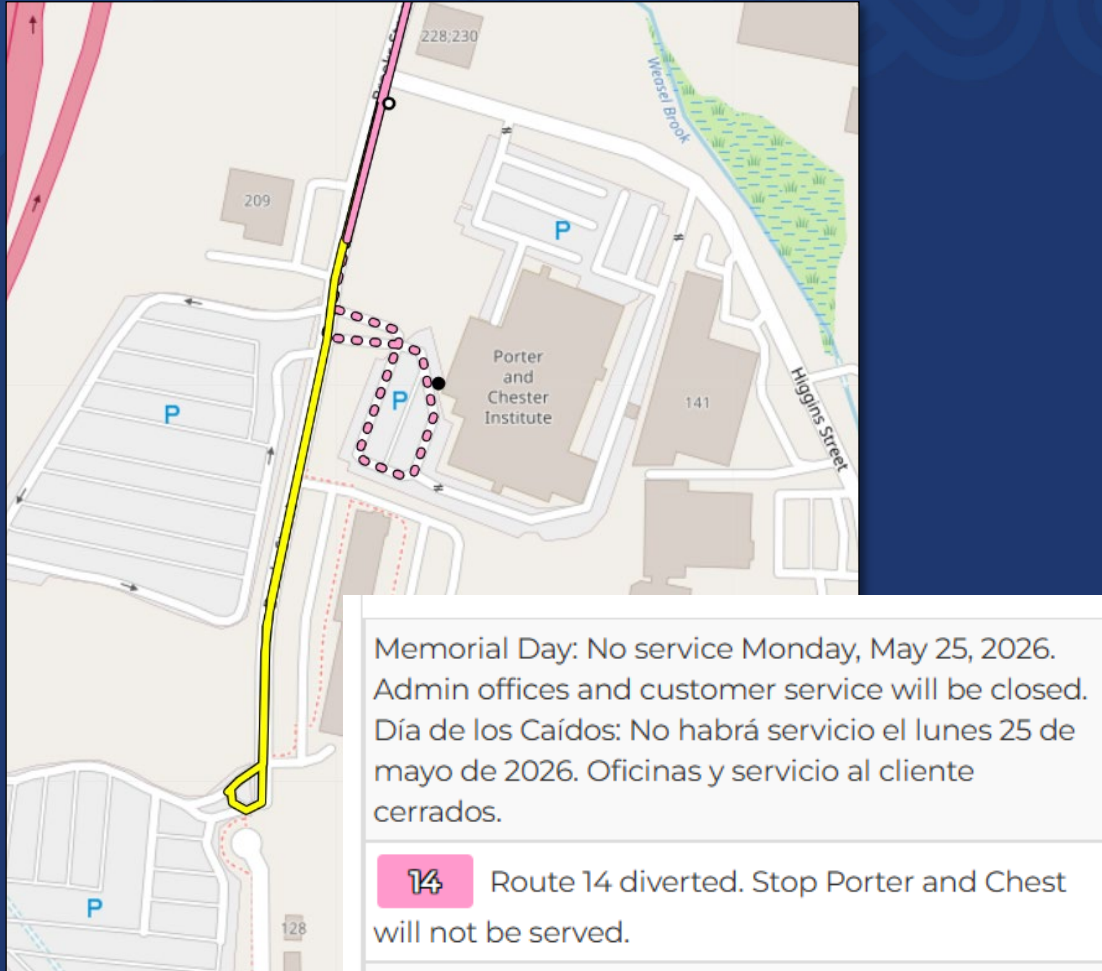 228;230
Weasel Brook
209
P
Porter
and
Chester
Institute
P
P
141
Higgins Street
P
128
Memorial Day: No service Monday, May 25, 2026.
Admin offices and customer service will be closed.
Día de los Caídos: No habrá servicio el lunes 25 de
mayo de 2026. Oficinas y servicio al cliente
cerrados.
14 Route 14 diverted. Stop Porter and Chest
will not be served.